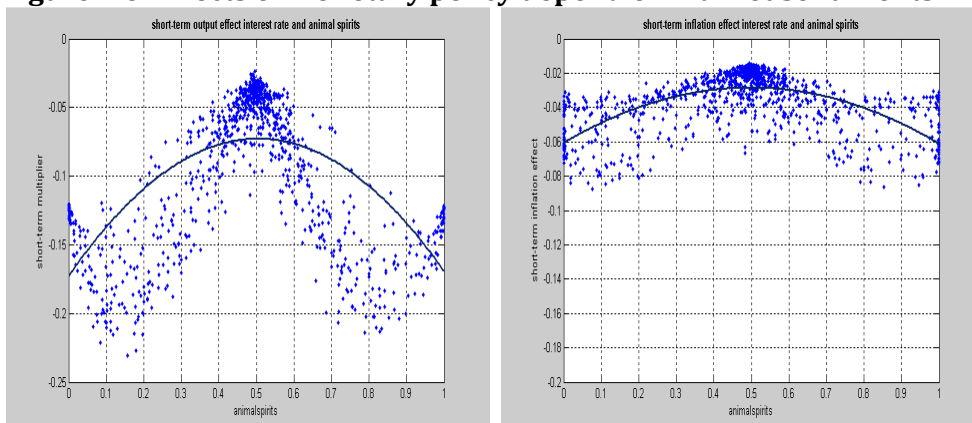 short-term output effect interest rate and animal spirits
0
-0.05
-0.1
-0.15
-0.2
-0.25
short-term multiplier
0 0.1 0.2 0.3 0.4 0.5 0.6 0.7 0.8 0.9 1
animalspirits
short-term inflation effect interest rate and animal spirits
0
-0.02
-0.04
-0.06
-0.08
-0.1
-0.12
-0.14
-0.16
-0.18
-0.2
short-term inflation effect
0 0.1 0.2 0.3 0.4 0.5 0.6 0.7 0.8 0.9 1
animalspirits